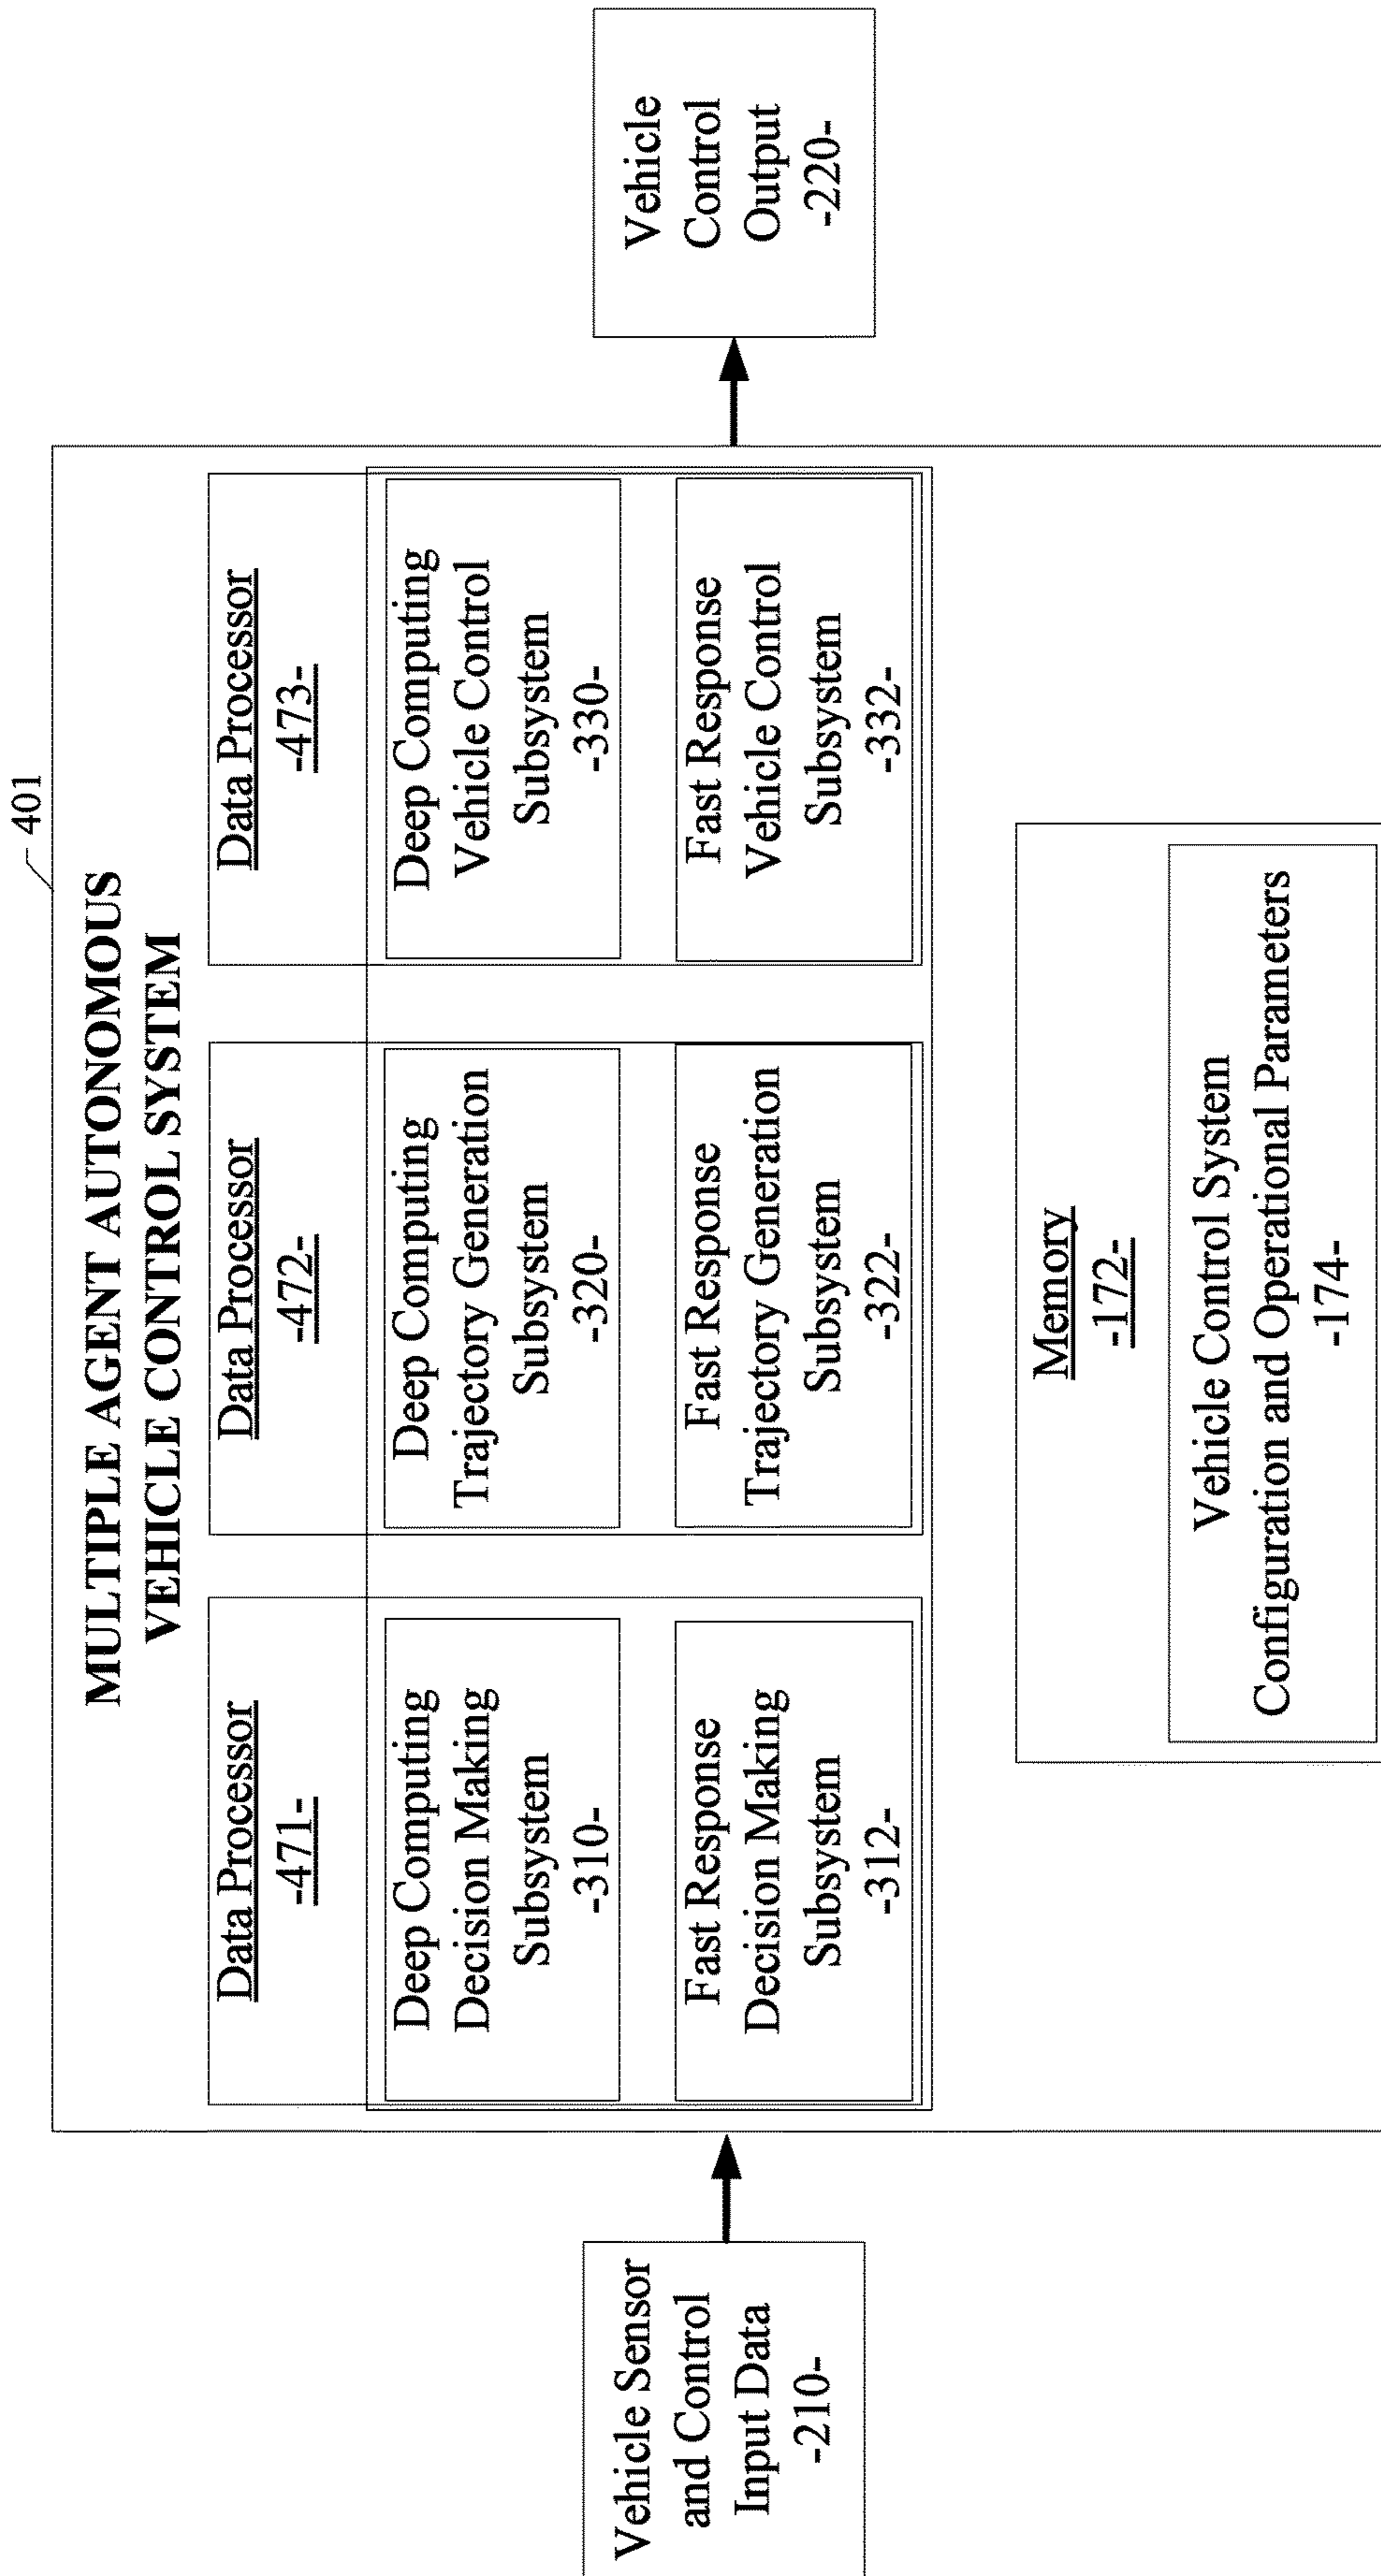 401
MULTIPLE AGENT AUTONOMOUS
VEHICLE CONTROL SYSTEM
Vehicle Sensor
and Control
Input Data
-210-
Data Processor
-471-
Deep Computing
Decision Making
Subsystem
-310-
Fast Response
Decision Making
Subsystem
-312-
Data Processor
-472-
Deep Computing
Trajectory Generation
Subsystem
-320-
Fast Response
Trajectory Generation
Subsystem
-322-
Data Processor
-473-
Deep Computing
Vehicle Control
Subsystem
-330-
Fast Response
Vehicle Control
Subsystem
-332-
Memory
-172-
Vehicle Control System
Configuration and Operational Parameters
-174-
Vehicle
Control
Output
-220-